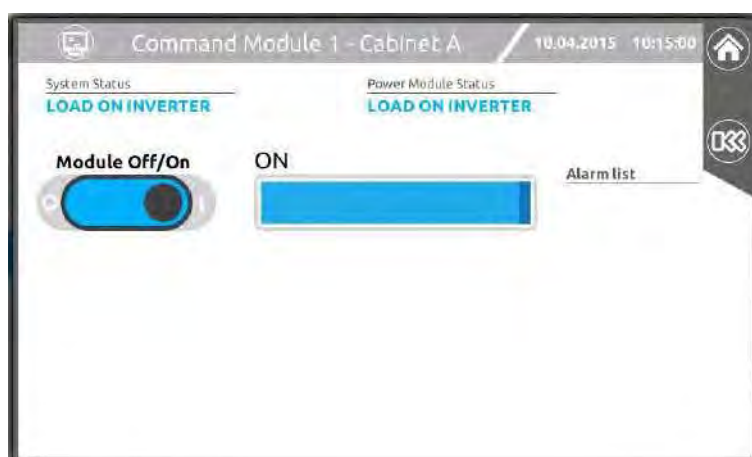 Command Module 1 - Cabinet A
10.04.2015 10:15:00
System Status
LOAD ON INVERTER
Power Module Status
LOAD ON INVERTER
Module Off/On
ON
Alarm list
O
I